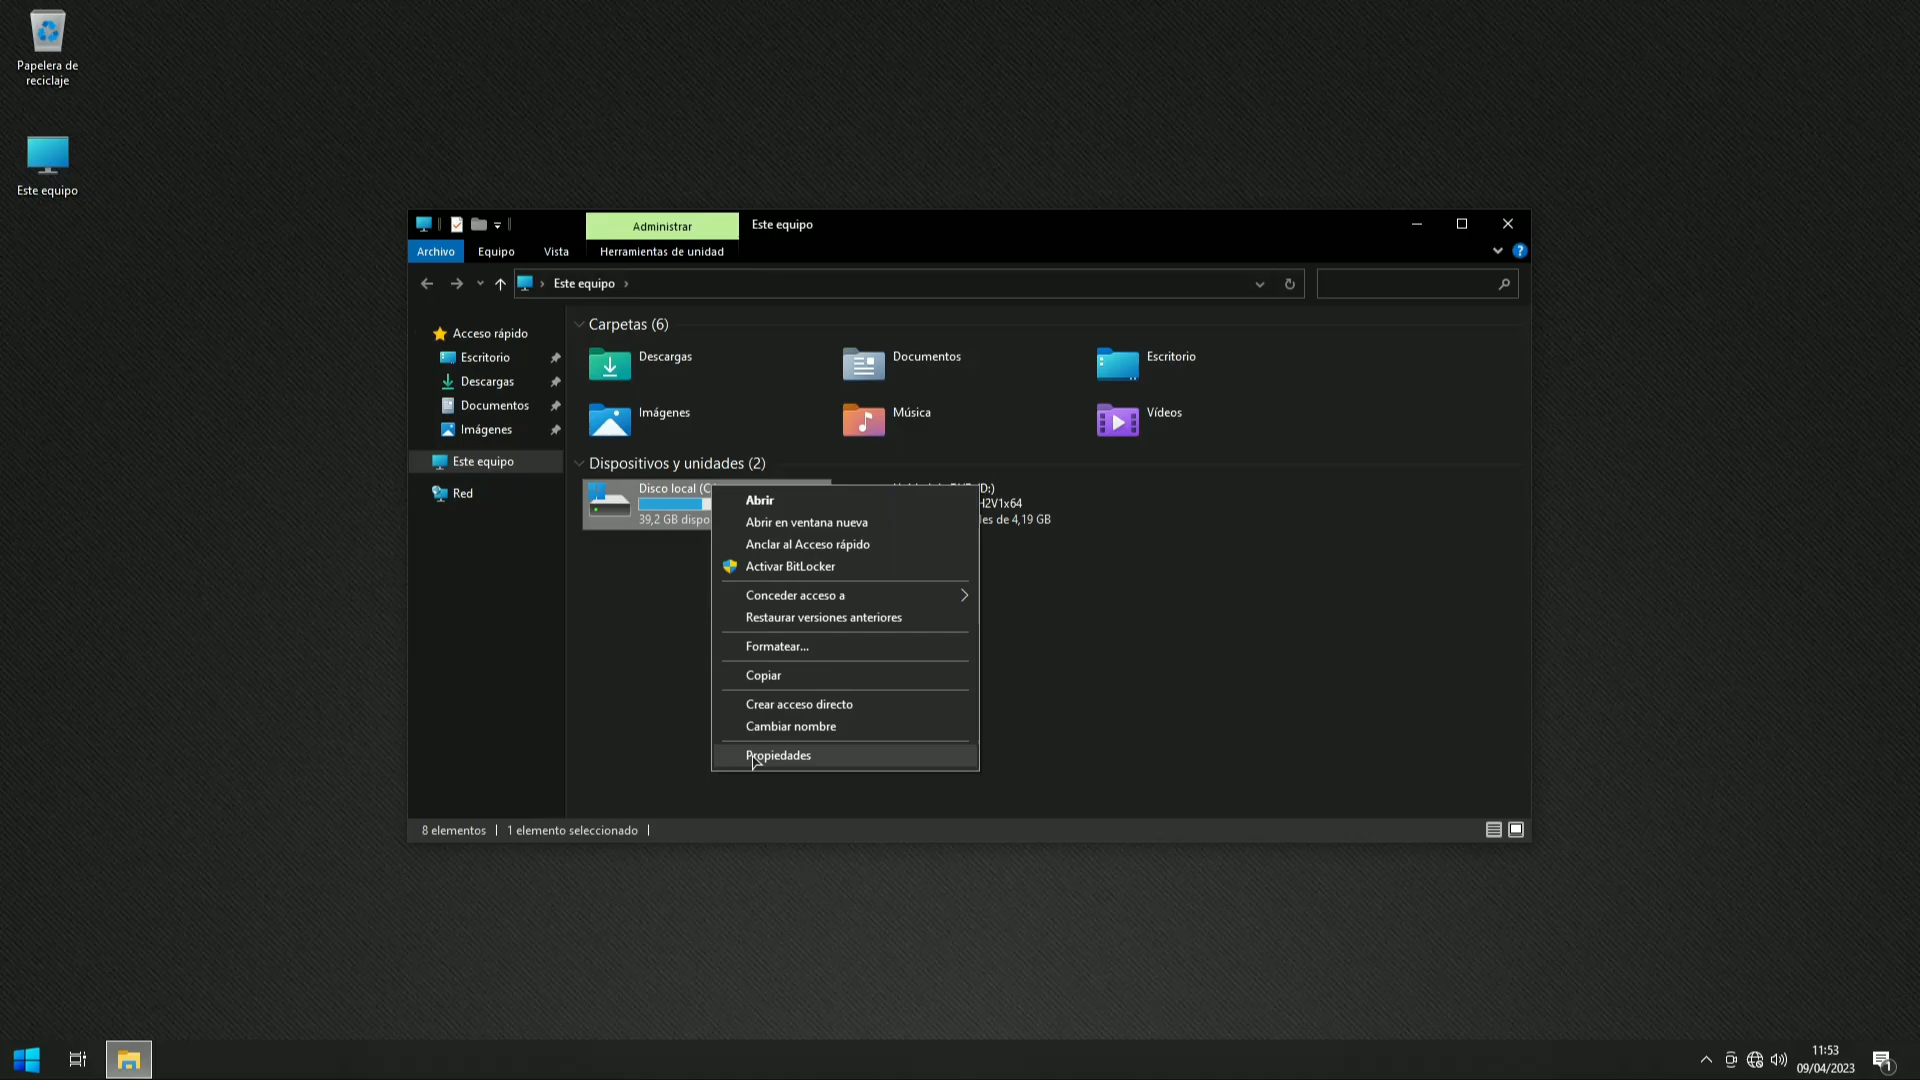 Papelera de
reciclaje
Este equipo
Administrar
Este equipo
Archivo
Equipo
Vista
Herramientas de unidad
?
Este equipo
Acceso rápido
Escritorio
Descargas
Documentos
Imágenes
Este equipo
Red
Carpetas (6)
Descargas
Documentos
Escritorio
Imágenes
Música
Vídeos
Dispositivos y unidades (2)
Disco local (C
39,2 GB dispo
D:)
H2V1x64
les de 4,19 GB
Abrir
Abrir en ventana nueva
Anclar al Acceso rápido
Activar BitLocker
Conceder acceso a
Restaurar versiones anteriores
Formatear...
Copiar
Crear acceso directo
Cambiar nombre
Propiedades
8 elementos
1 elemento seleccionado
11:53
09/04/2023
1